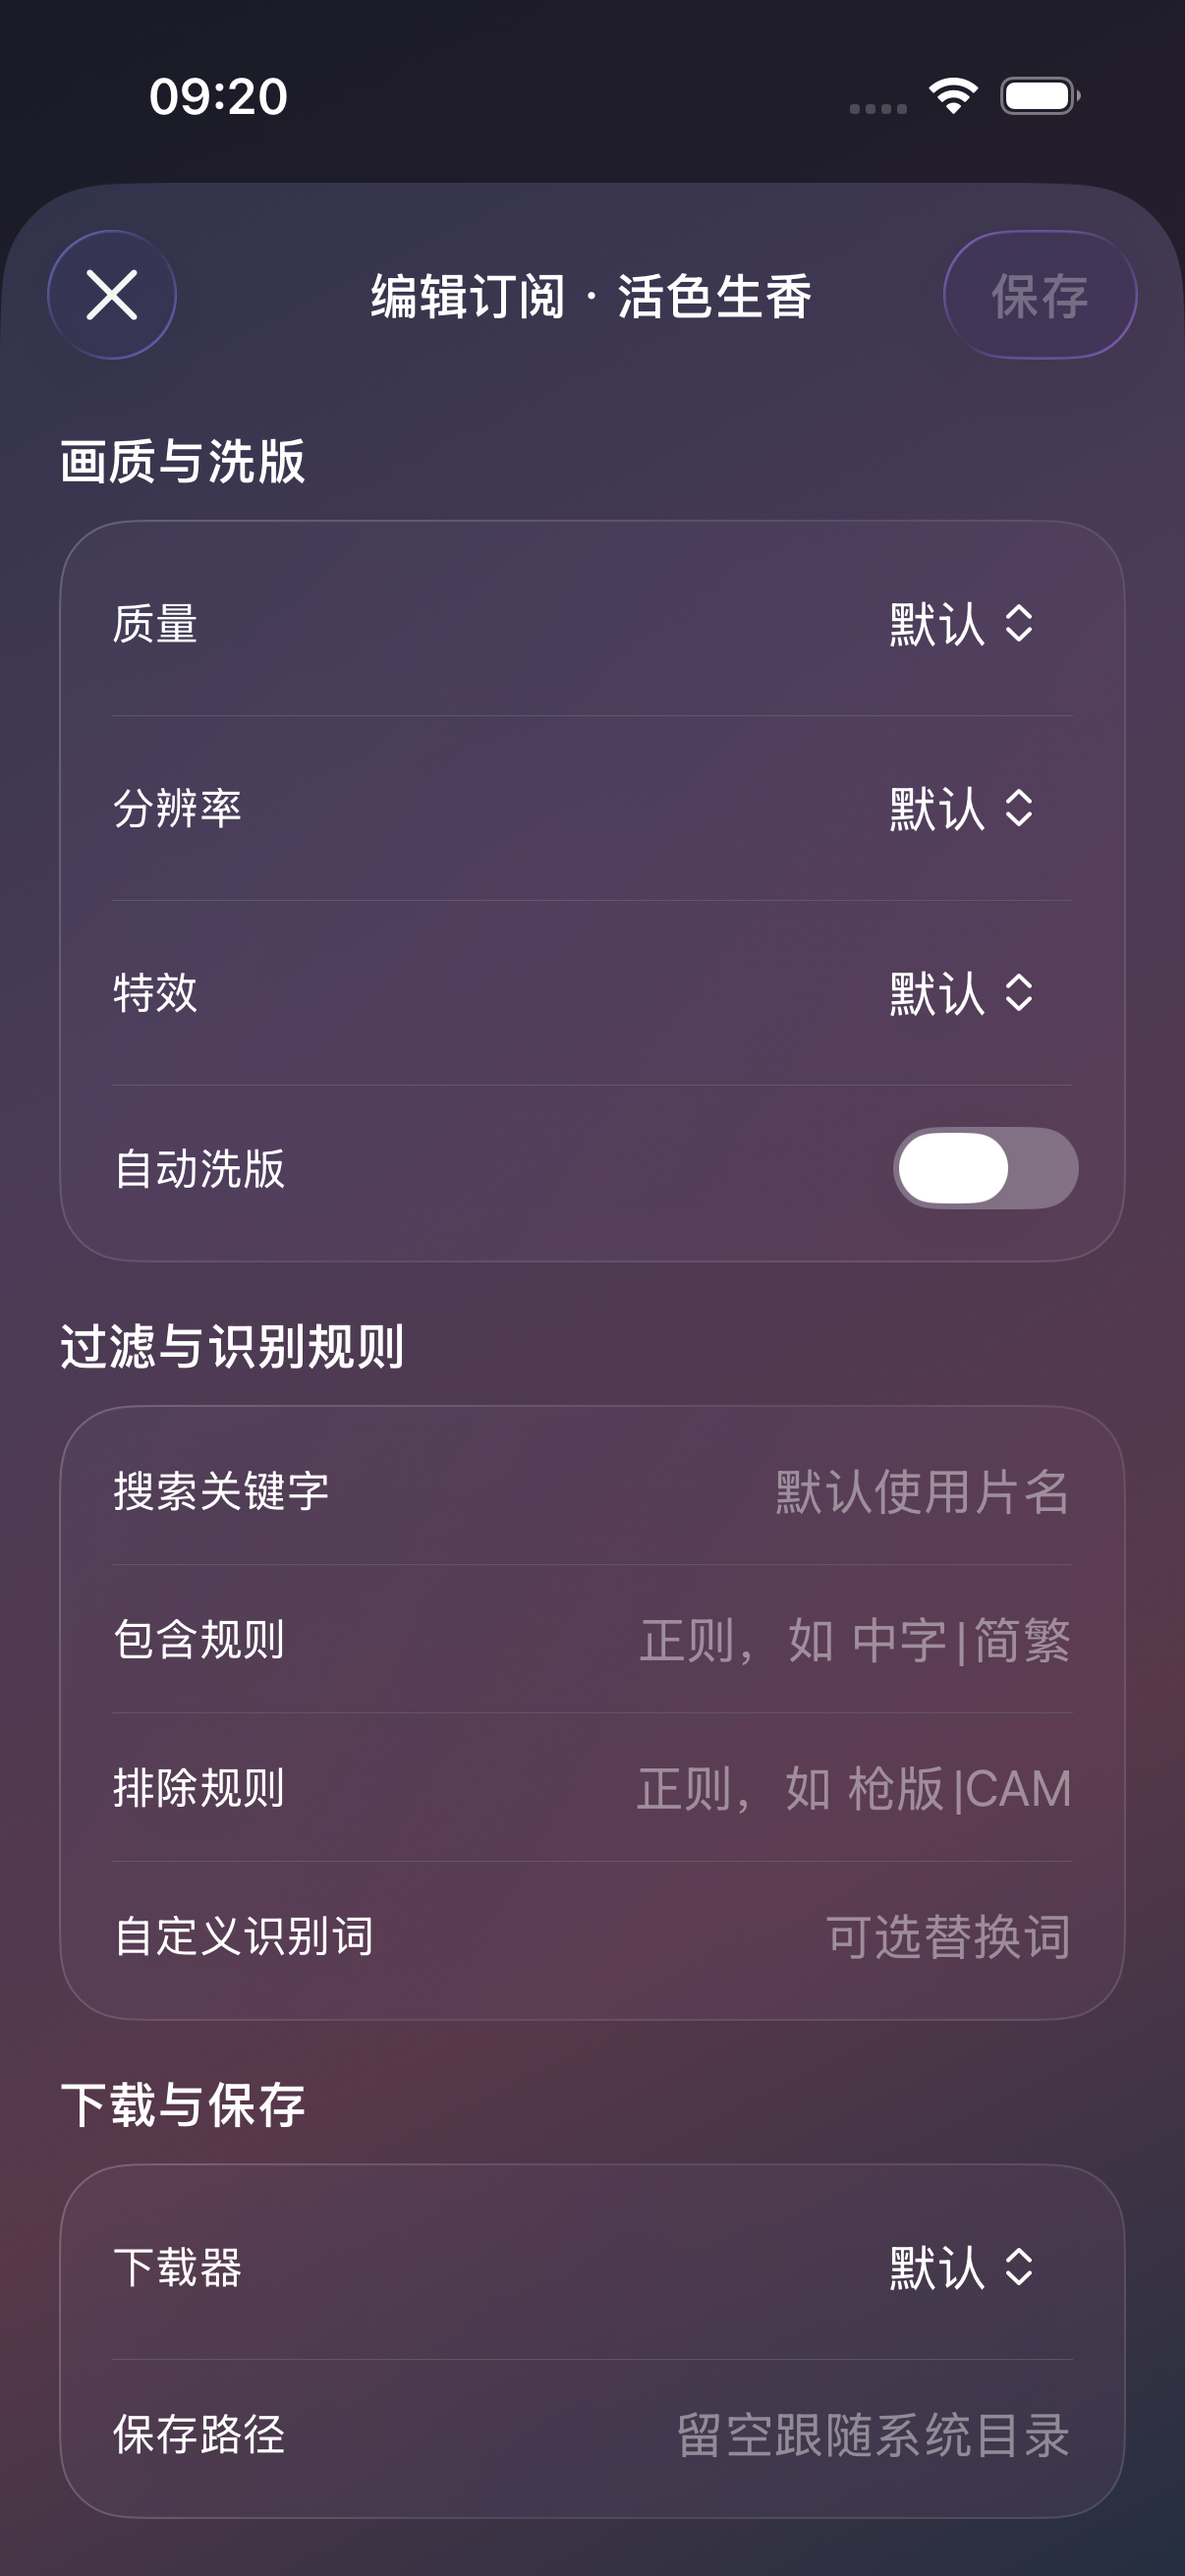 09:20
编辑订阅 · 活色生香
保存
画质与洗版
质量 默认
分辨率 默认
特效 默认
自动洗版
过滤与识别规则
搜索关键字 默认使用片名
包含规则 正则，如 中字|简繁
排除规则 正则，如 枪版|CAM
自定义识别词 可选替换词
下载与保存
下载器 默认
保存路径 留空跟随系统目录